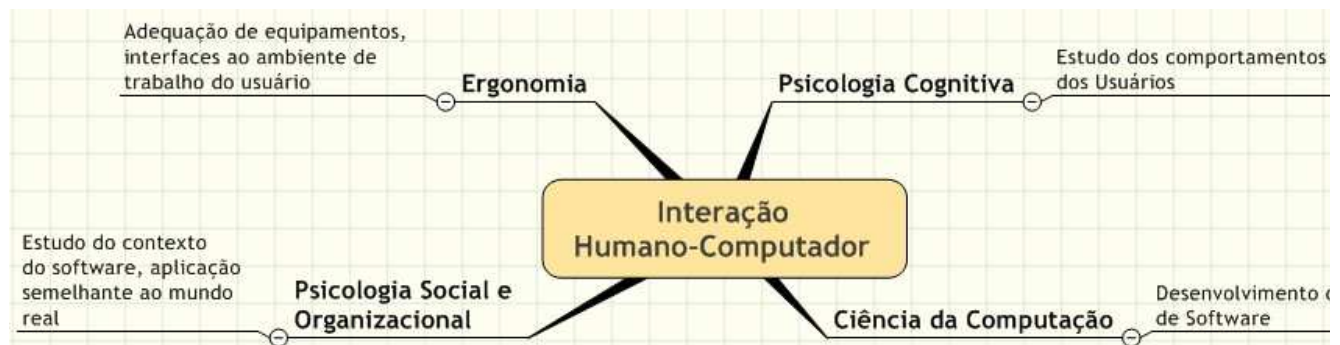 Adequação de equipamentos,
interfaces ao ambiente de
trabalho do usuário
Ergonomia
Psicologia Cognitiva
Estudo dos comportamentos
dos Usuários
Interação
Humano-Computador
Estudo do contexto
do software, aplicação
semelhante ao mundo
real
Psicologia Social e
Organizacional
Ciência da Computação
Desenvolvimento
de Software